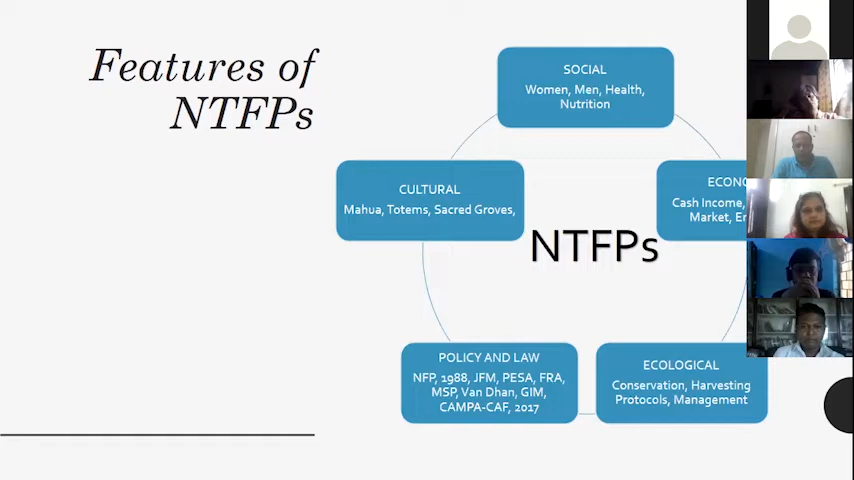 Features of
NTFPs
SOCIAL
Women, Men, Health,
Nutrition
CULTURAL
Mahua, Totems, Sacred Groves,
Cash Income,
Market,
NTFPs
POLICY AND LAW
NFP, 1988, JFM, PESA, FRA,
MSP, Van Dhan, GIM,
CAMPA-CAF, 2017
ECOLOGICAL
Conservation, Harvesting
Protocols, Management